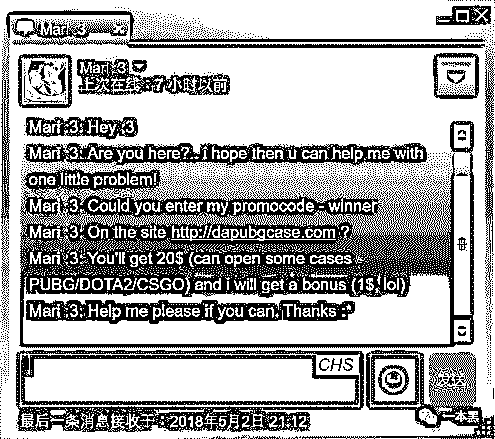 Mari :3
Mari :3
上次在线：7 小时以前
Mari :3: Hey :3
Mari :3: Are you here? - i hope then u can help me with
one little problem!
Mari :3: Could you enter my promocode - winner
Mari :3: On the site http://dapubgcase.com ?
Mari :3: You'll get 20$ (can open some cases -
PUBG/DOTA2/CSGO) and i will get a bonus (1$, lol)
Mari :3: Help me please if you can. Thanks :*
CHS
发送
最后一条消息接收于：2018年5月2日 21:12